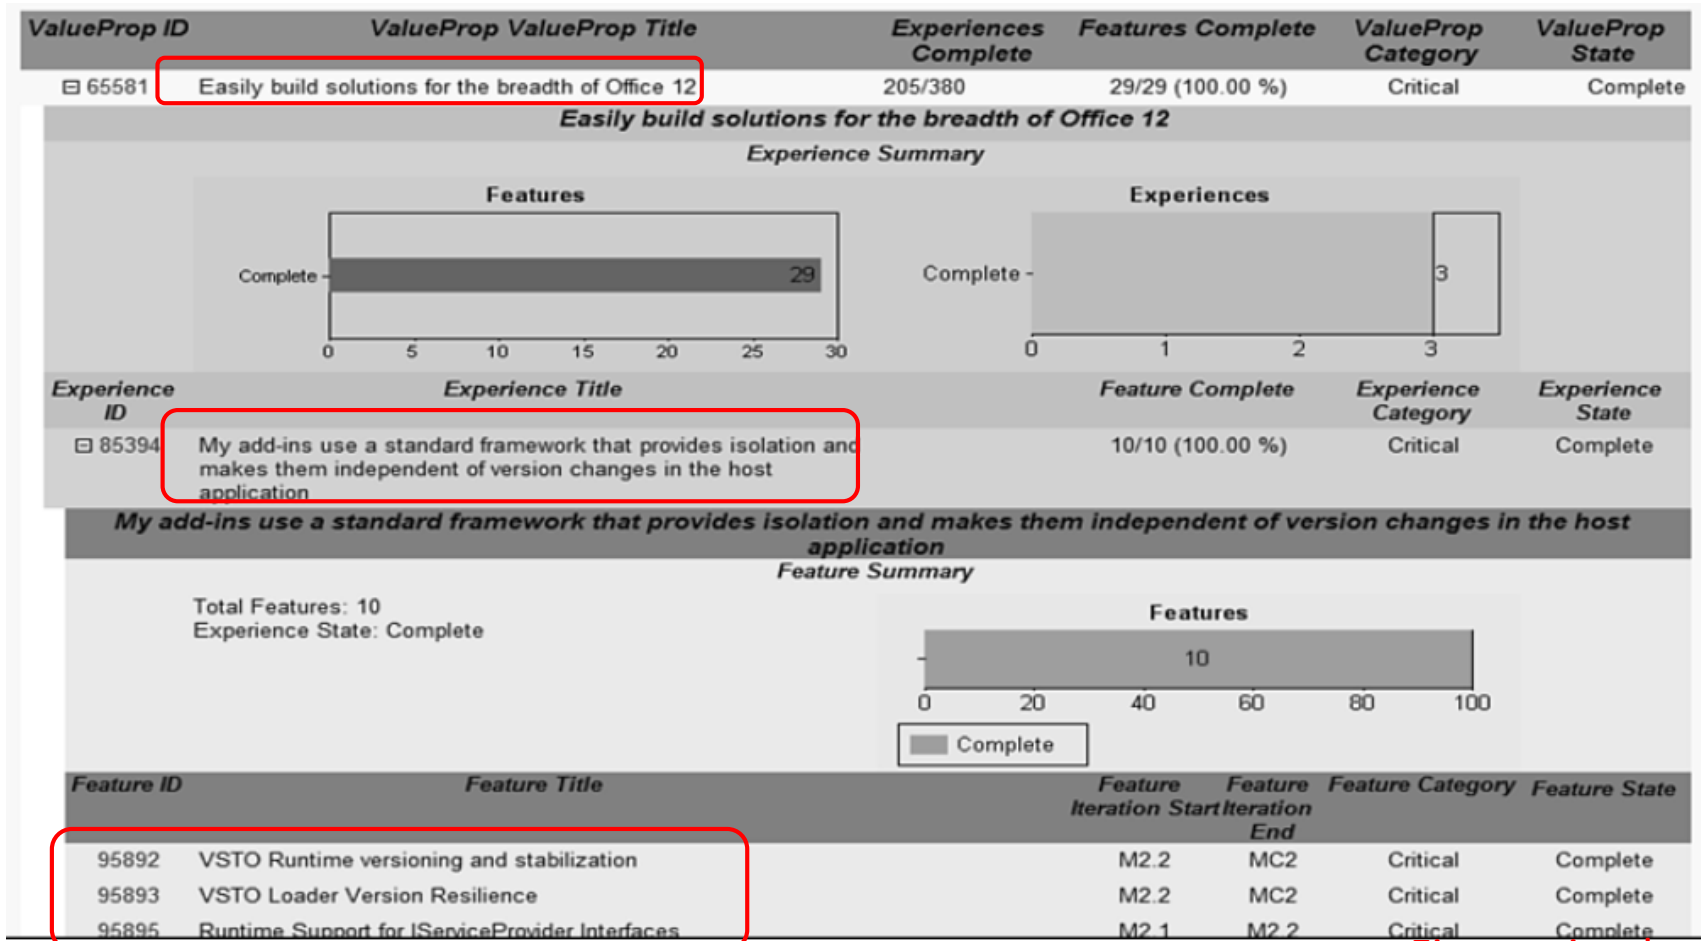 ValueProp ID ValueProp ValueProp Title Experiences Complete Features Complete ValueProp Category ValueProp State
65581 Easily build solutions for the breadth of Office 12 205/380 29/29 (100.00 %) Critical Complete
Easily build solutions for the breadth of Office 12
Experience Summary
Features
Complete
29
0 5 10 15 20 25 30
Experiences
Complete
3
0 1 2 3
Experience ID Experience Title Feature Complete Experience Category Experience State
85394 My add-ins use a standard framework that provides isolation and 10/10 (100.00 %) Critical Complete
makes them independent of version changes in the host
application
My add-ins use a standard framework that provides isolation and makes them independent of version changes in the host
application
Feature Summary
Total Features: 10
Experience State: Complete
Features
10
0 20 40 60 80 100
Complete
Feature ID Feature Title Feature Iteration Start Feature Iteration End Feature Category Feature State
95892 VSTO Runtime versioning and stabilization M2.2 MC2 Critical Complete
95893 VSTO Loader Version Resilience M2.2 MC2 Critical Complete
95895 Runtime Support for IServiceProvider Interfaces M2.1 M2.2 Critical Complete